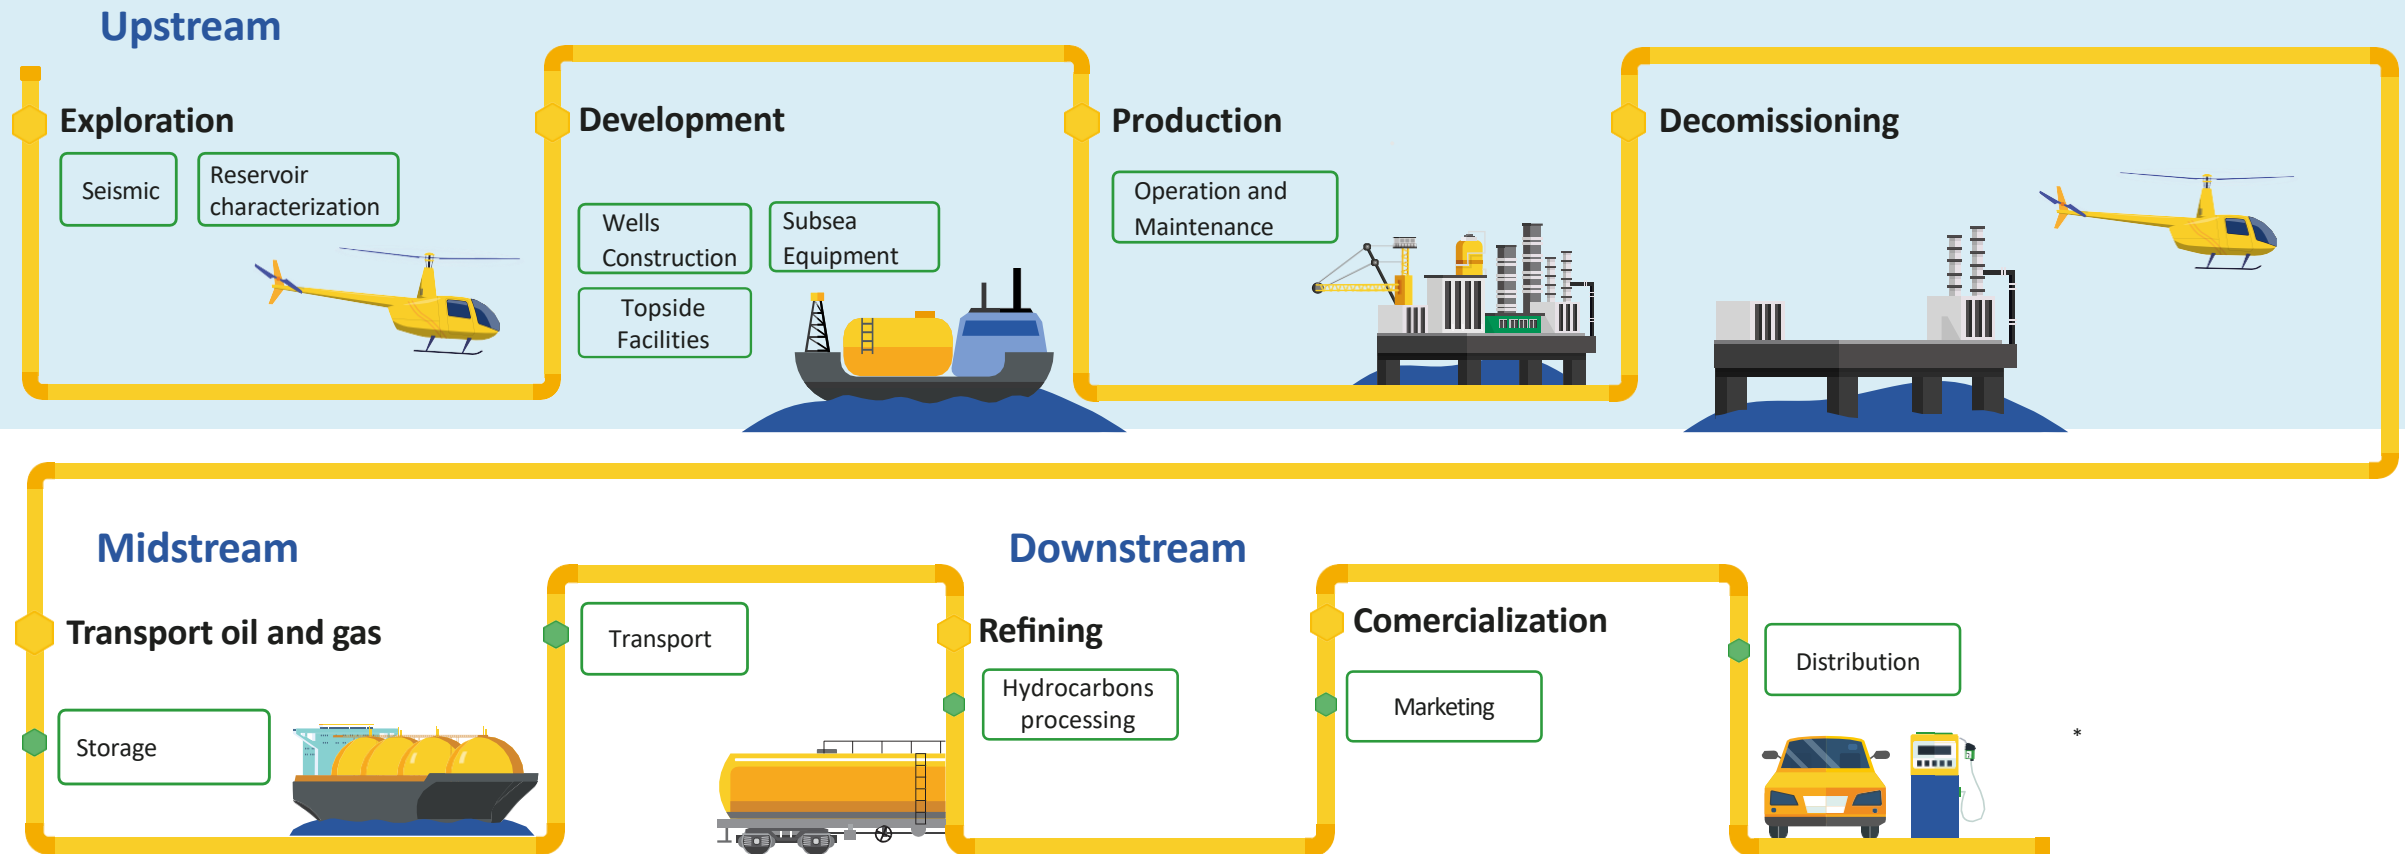 Upstream
Exploration
Seismic
Reservoir
characterization
Development
Wells
Construction
Subsea
Equipment
Topside
Facilities
Production
Operation and
Maintenance
Decomissioning
Midstream
Transport oil and gas
Storage
Transport
Downstream
Refining
Hydrocarbons
processing
Comercialization
Marketing
Distribution
*